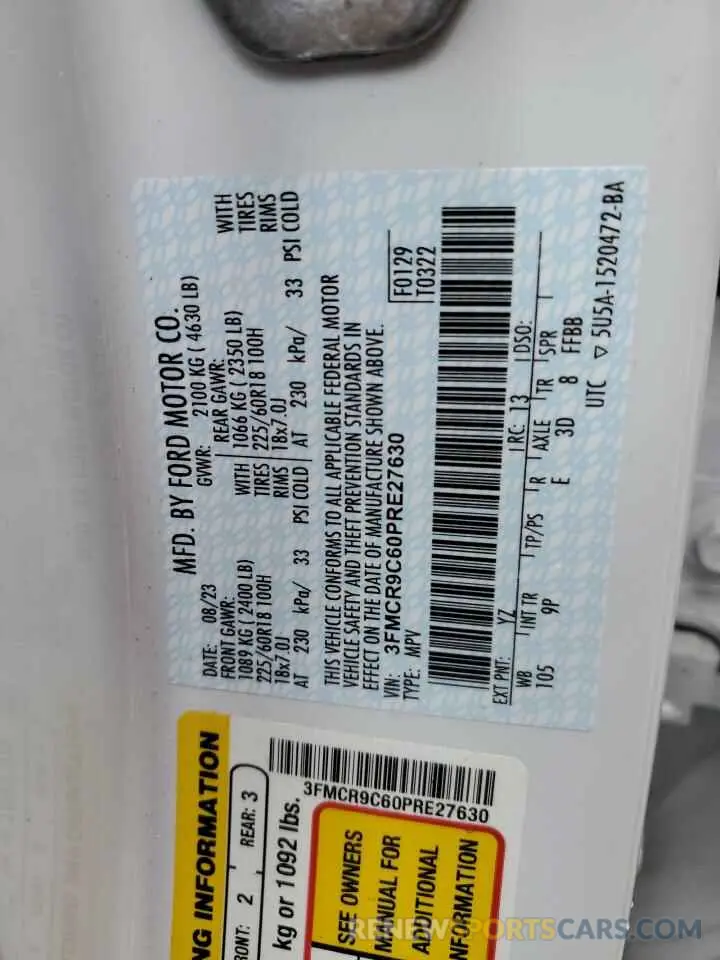 MFD. BY FORD MOTOR CO.
DATE: 08/23 GVWR: 2100 KG ( 4630 LB)
FRONT GAWR: REAR GAWR:
1089 KG ( 2400 LB) WITH 1066 KG ( 2350 LB) WITH
225/60R18 100H TIRES 225/60R18 100H TIRES
18x7.0J RIMS 18x7.0J RIMS
AT 230 kPa/ 33 PSI COLD AT 230 kPa/ 33 PSI COLD
THIS VEHICLE CONFORMS TO ALL APPLICABLE FEDERAL MOTOR
VEHICLE SAFETY AND THEFT PREVENTION STANDARDS IN
EFFECT ON THE DATE OF MANUFACTURE SHOWN ABOVE.
VIN: 3FMCR9C60PRE27630 F0129
TYPE: MPV T0322
EXT PNT: YZ RC: 13 DSO:
WB INT TR TP/PS R AXLE TR SPR
105 9P E 3D 8 FFBB
UTC ▽ 5U5A-1520472-BA
NG INFORMATION
RONT: 2 REAR: 3
kg or 1092 lbs.
3FMCR9C60PRE27630
SEE OWNERS
MANUAL FOR
ADDITIONAL
INFORMATION
RENEWSPORTSCARS.COM